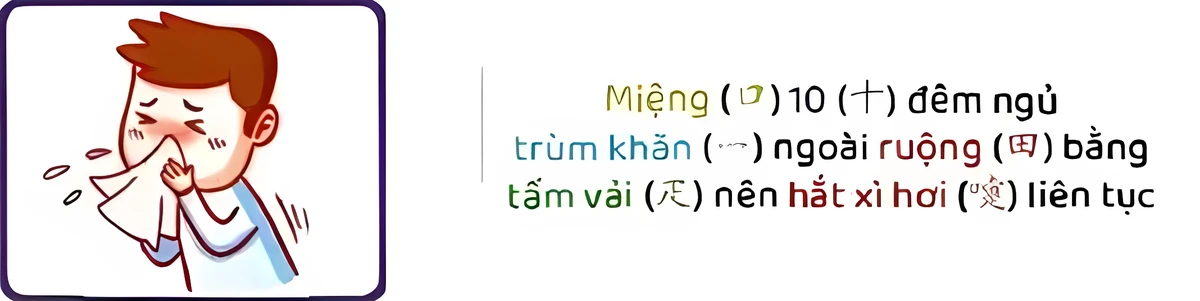 Miệng (口) 10 (十) đêm ngủ
trùm khăn (冖) ngoài ruộng (田) bằng
tấm vải (疋) nên hắt xì hơi (嚏) liên tục